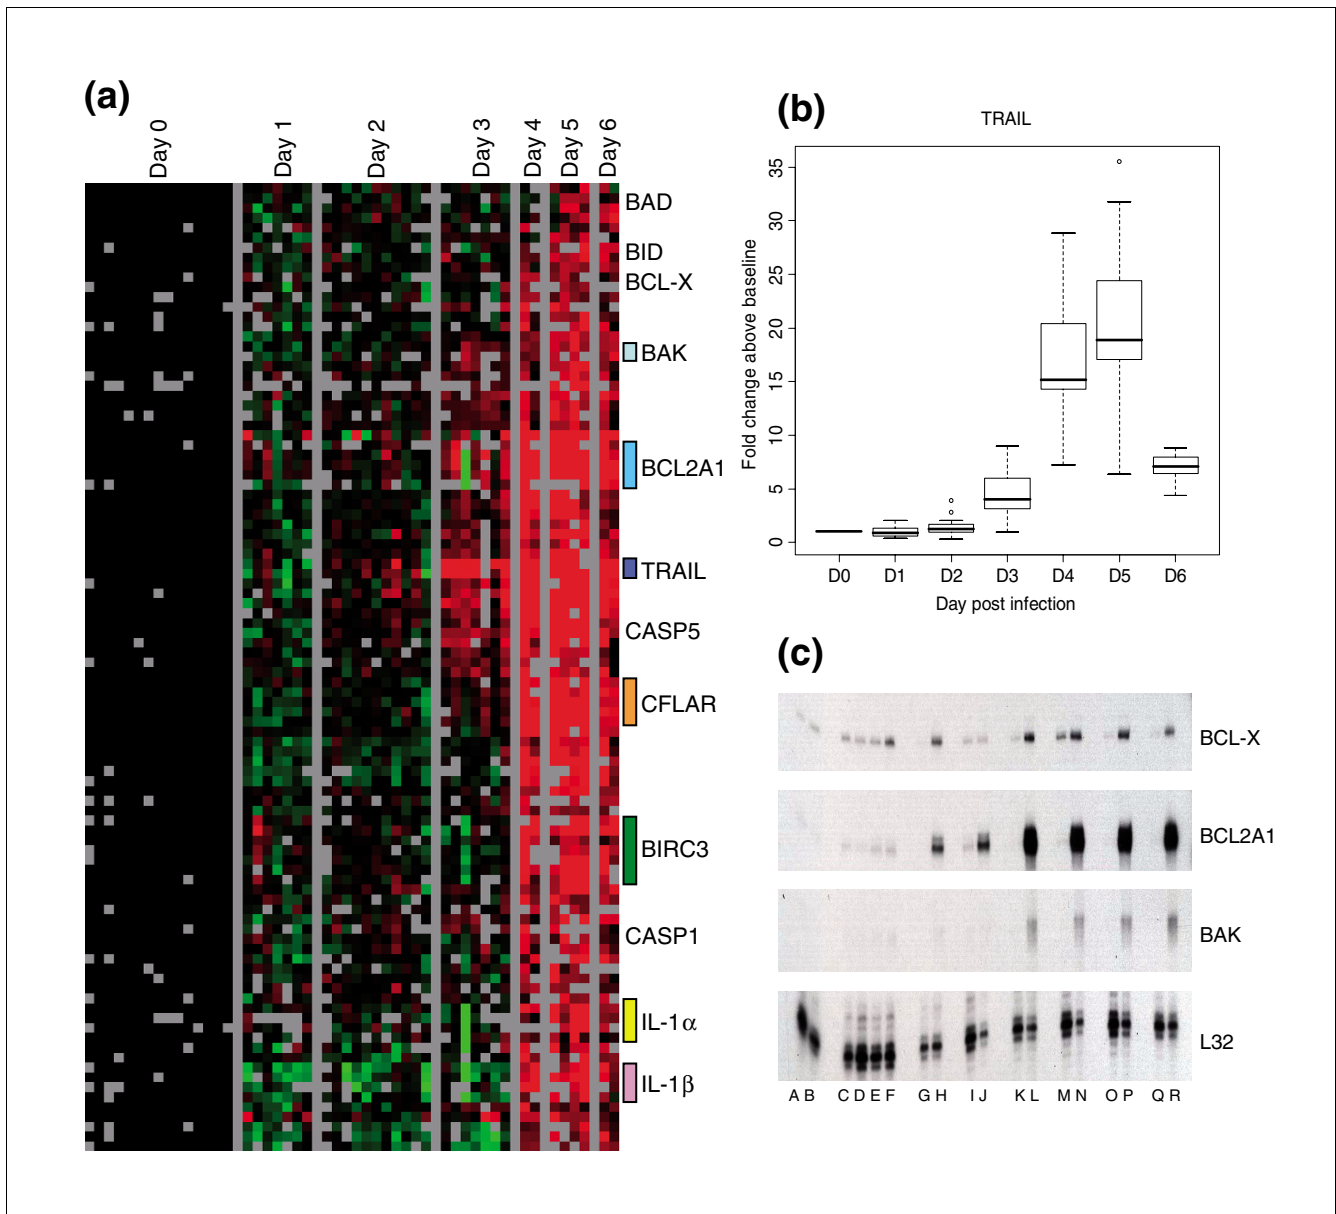 (a)
Day 0
Day 1
Day 2
Day 3
Day 4
Day 5
Day 6
BAD
BID
BCL-X
BAK
BCL2A1
TRAIL
CASP5
CFLAR
BIRC3
CASP1
IL-1α
IL-1β
(b)
TRAIL
Fold change above baseline
35
30
25
20
15
10
5
0
D0 D1 D2 D3 D4 D5 D6
Day post infection
(c)
BCL-X
BCL2A1
BAK
L32
A B C D E F G H I J K L M N O P Q R